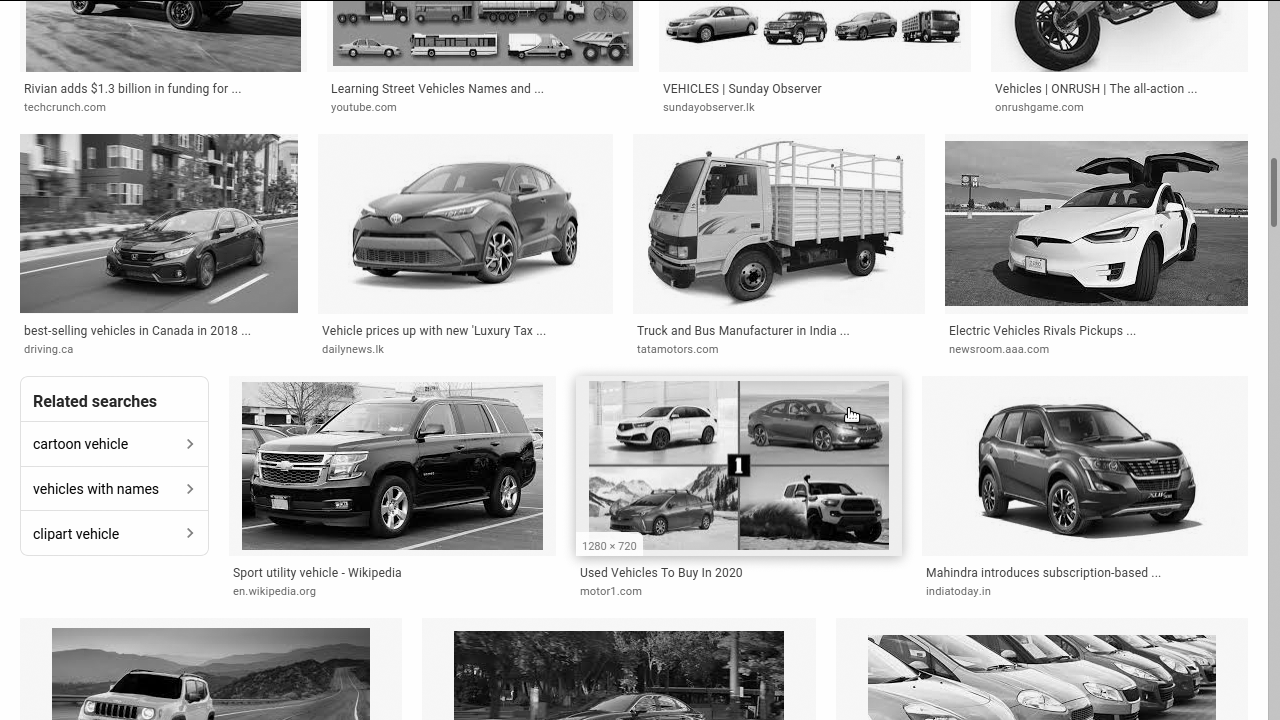 Rivian adds $1.3 billion in funding for ...
techcrunch.com
Learning Street Vehicles Names and ...
youtube.com
VEHICLES | Sunday Observer
sundayobserver.lk
Vehicles | ONRUSH | The all-action ...
onrushgame.com
best-selling vehicles in Canada in 2018 ...
driving.ca
Vehicle prices up with new 'Luxury Tax ...
dailynews.lk
Truck and Bus Manufacturer in India ...
tatamotors.com
Electric Vehicles Rivals Pickups ...
newsroom.aaa.com
Related searches
cartoon vehicle
vehicles with names
clipart vehicle
1
1280 × 720
Sport utility vehicle - Wikipedia
en.wikipedia.org
Used Vehicles To Buy In 2020
motor1.com
Mahindra introduces subscription-based ...
indiatoday.in